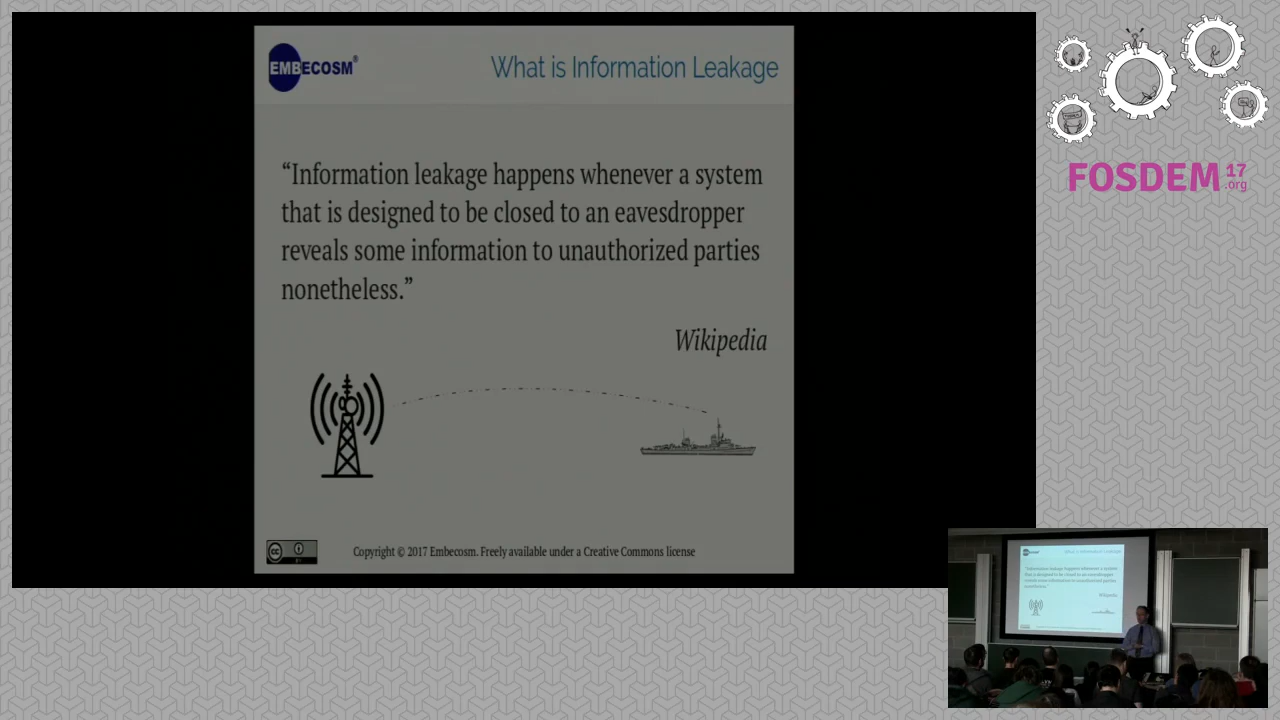 EMBECOSM®
What is Information Leakage
“Information leakage happens whenever a system
that is designed to be closed to an eavesdropper
reveals some information to unauthorized parties
nonetheless.”
Wikipedia
Copyright © 2017 Embecosm. Freely available under a Creative Commons license
FOSDEM 17
.org